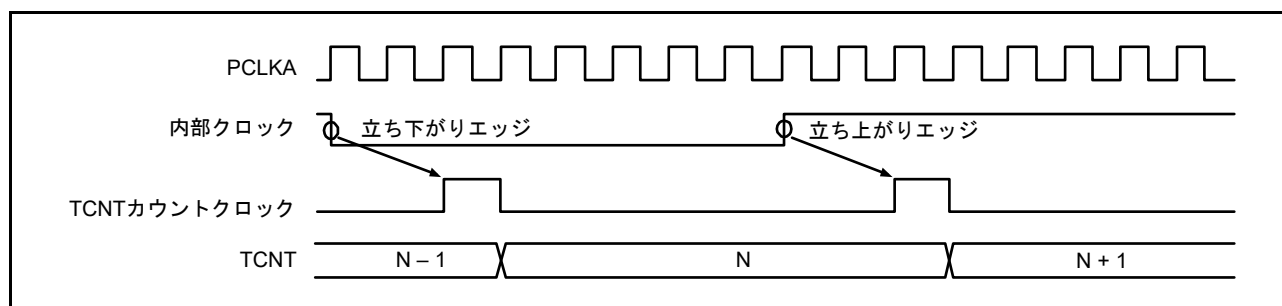 PCLKA
内部クロック
立ち下がりエッジ
立ち上がりエッジ
TCNTカウントクロック
TCNT
N – 1
N
N + 1